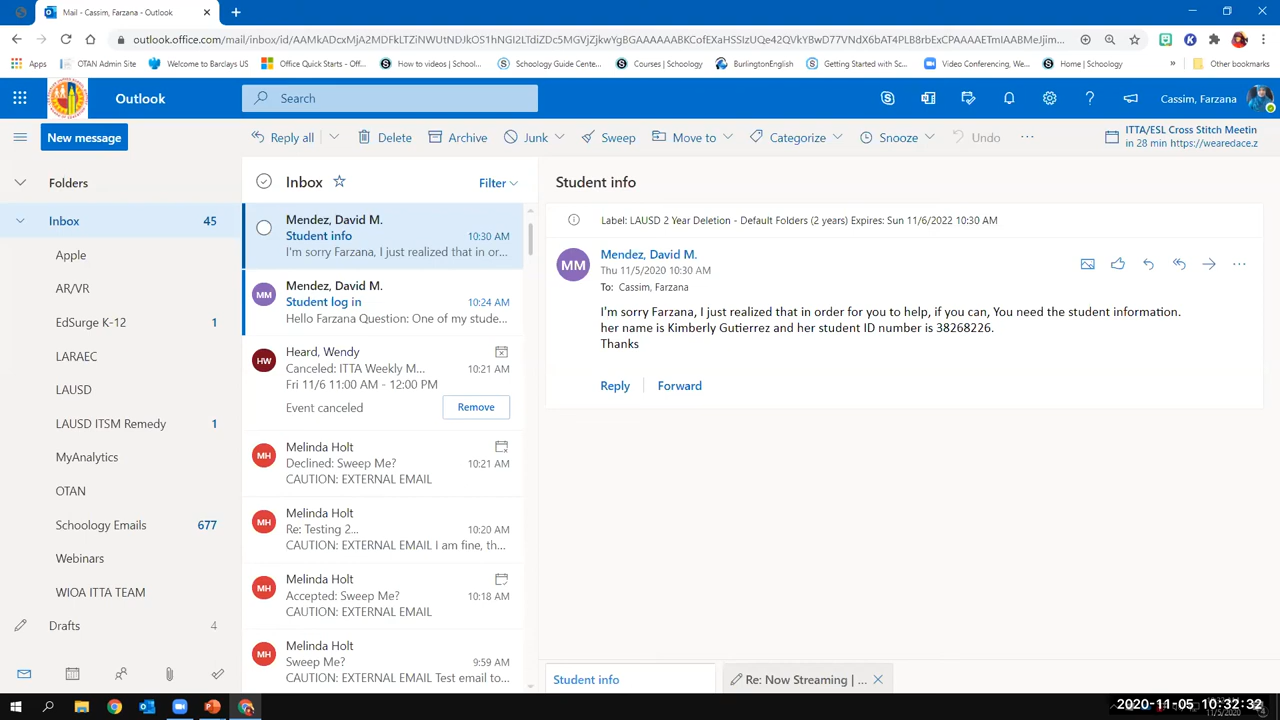 Mail - Cassim, Farzana - Outlook
outlook.office.com/mail/inbox/id/AAMkADcxMjA2MDFkLTZiNWUtNDJkOS1hNGI2LTdiZDc5MGVjZjkwYgBGAAAAAABKCofEXaHSSIzUQe42QVkYBwD77VNdX6bAT4PLB8rbExCPAAAAETmIAABMeJjim...
Apps
OTAN Admin Site
Welcome to Barclays US
Office Quick Starts - Off...
How to videos | School...
Schoology Guide Cente...
Courses | Schoology
BurlingtonEnglish
Getting Started with Sc...
Video Conferencing, We...
Home | Schoology
»
Other bookmarks
Outlook
Search
Cassim, Farzana
New message
Reply all
Delete
Archive
Junk
Sweep
Move to
Categorize
Snooze
Undo
ITTA/ESL Cross Stitch Meetin
in 28 min https://wearedace.z
Folders
Inbox 45
Apple
AR/VR
EdSurge K-12 1
LARAEC
LAUSD
LAUSD ITSM Remedy 1
MyAnalytics
OTAN
Schoology Emails 677
Webinars
WIOA ITTA TEAM
Drafts 4
Inbox
Filter
Mendez, David M.
Student info 10:30 AM
I'm sorry Farzana, I just realized that in or...
MM
Mendez, David M.
Student log in 10:24 AM
Hello Farzana Question: One of my stude...
HW
Heard, Wendy
Canceled: ITTA Weekly M... 10:21 AM
Fri 11/6 11:00 AM - 12:00 PM
Event canceled Remove
MH
Melinda Holt
Declined: Sweep Me? 10:21 AM
CAUTION: EXTERNAL EMAIL
MH
Melinda Holt
Re: Testing 2... 10:20 AM
CAUTION: EXTERNAL EMAIL I am fine, th...
MH
Melinda Holt
Accepted: Sweep Me? 10:18 AM
CAUTION: EXTERNAL EMAIL
MH
Melinda Holt
Sweep Me? 9:59 AM
CAUTION: EXTERNAL EMAIL Test email to...
Student info
Label: LAUSD 2 Year Deletion - Default Folders (2 years) Expires: Sun 11/6/2022 10:30 AM
MM
Mendez, David M.
Thu 11/5/2020 10:30 AM
To: Cassim, Farzana
I'm sorry Farzana, I just realized that in order for you to help, if you can, You need the student information.
her name is Kimberly Gutierrez and her student ID number is 38268226.
Thanks
Reply
Forward
Student info
Re: Now Streaming | ...
2020-11-05 10:32:32
11/5/2020